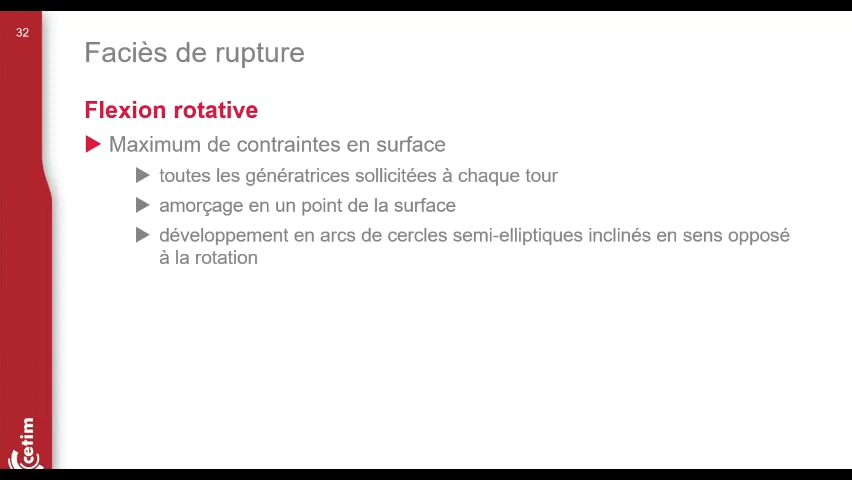 32
Faciès de rupture
Flexion rotative
Maximum de contraintes en surface
toutes les génératrices sollicitées à chaque tour
amorçage en un point de la surface
développement en arcs de cercles semi-elliptiques inclinés en sens opposé
à la rotation
cetim